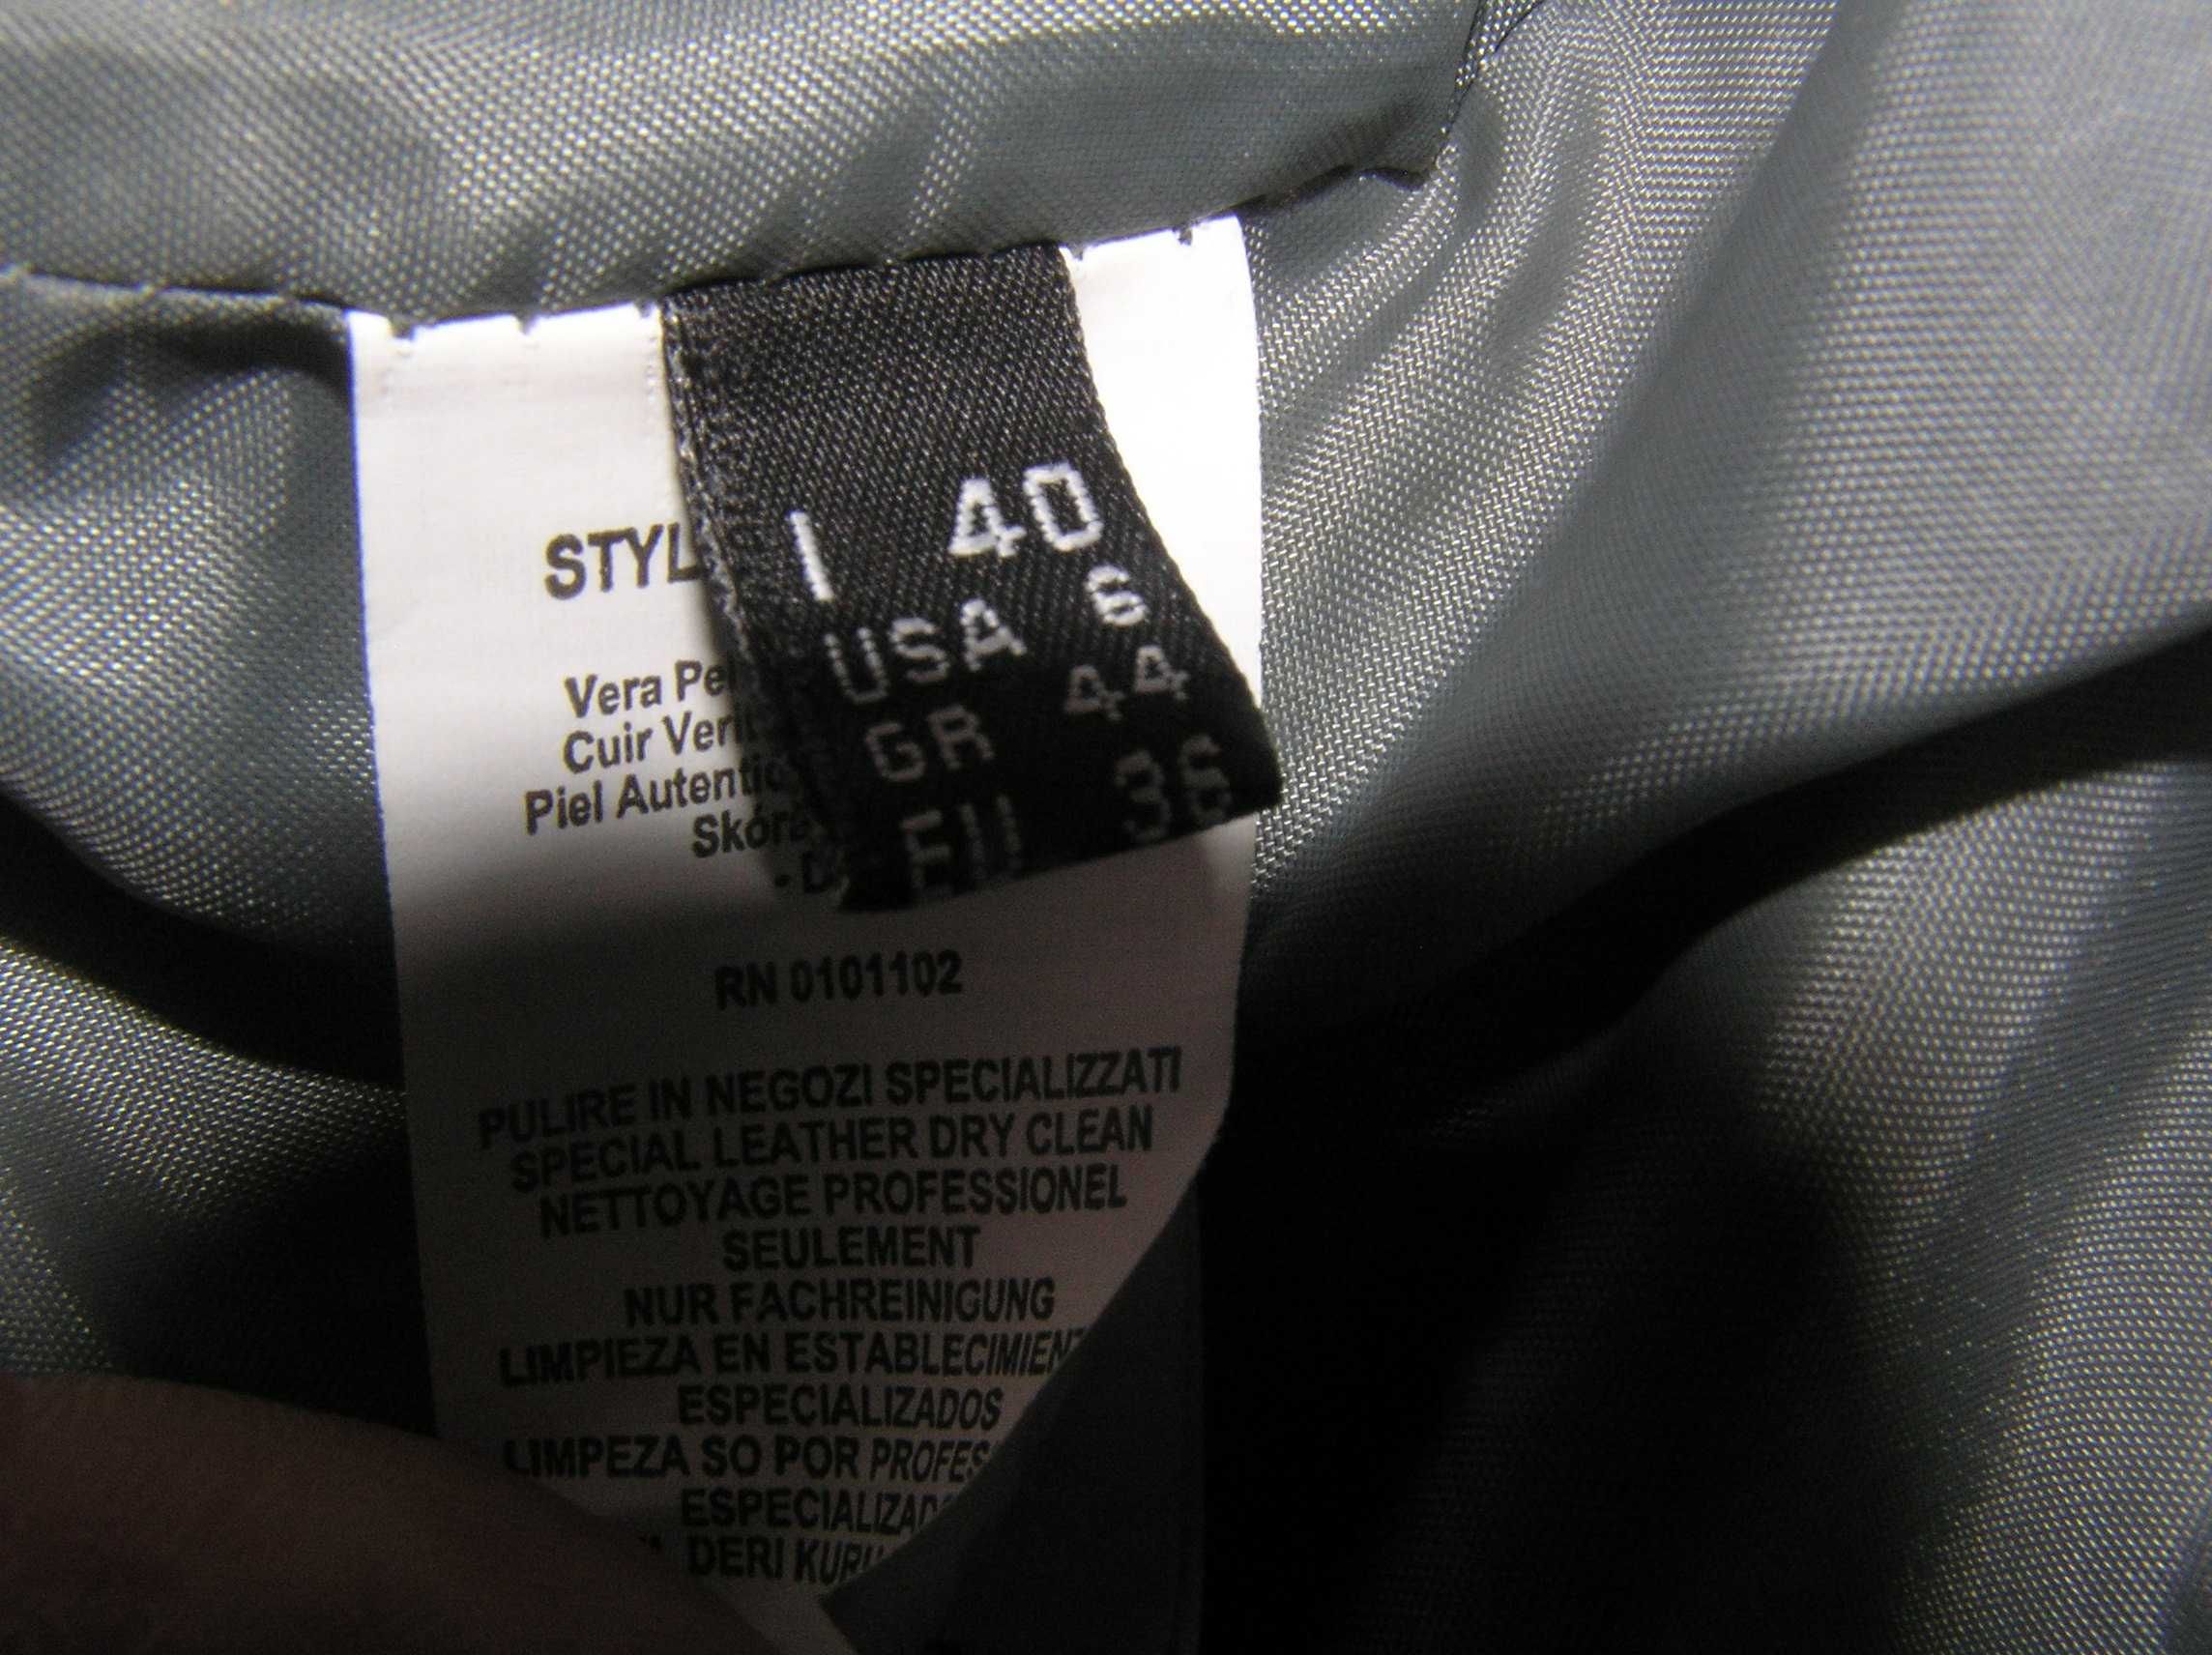 I 40
USA 6
GR 44
EU 36
STYL
Vera Pe
Cuir Veri
Piel Autentic
Skóra
RN 0101102
PULIRE IN NEGOZI SPECIALIZZATI
SPECIAL LEATHER DRY CLEAN
NETTOYAGE PROFESSIONEL
SEULEMENT
NUR FACHREINIGUNG
LIMPIEZA EN ESTABLECIMIENT
ESPECIALIZADOS
LIMPEZA SO POR PROFES
ESPECIALIZAD
DERI KURU